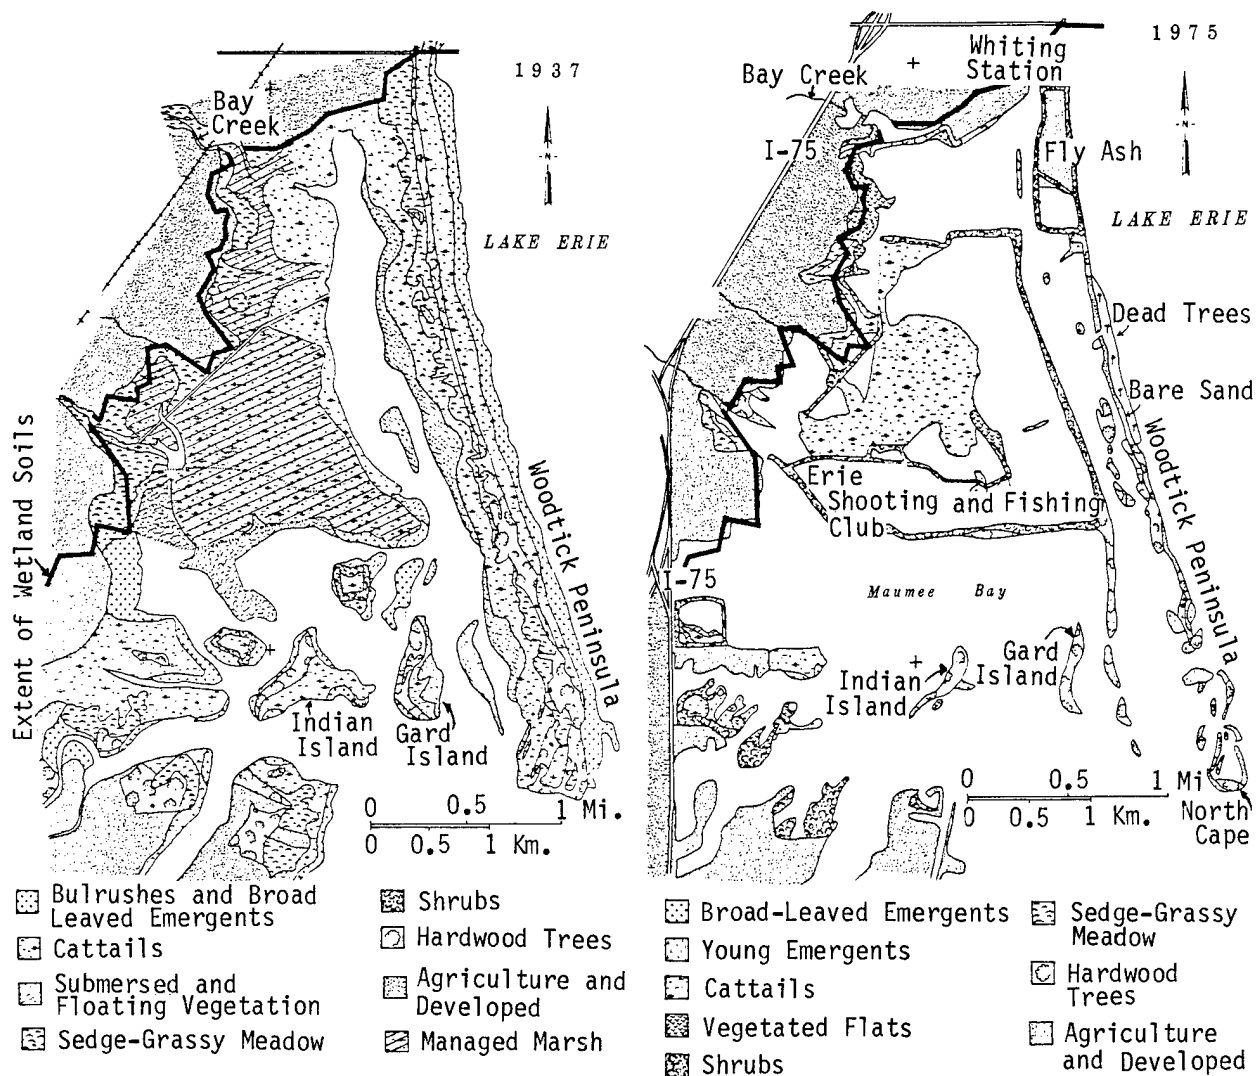 1937
Bay
Creek
-N-
LAKE ERIE
Extent of Wetland Soils
Woodtick Peninsula
Indian
Island
Gard
Island
0 0.5 1 Mi.
0 0.5 1 Km.
Bulrushes and Broad
Leaved Emergents
Cattails
Submersed and
Floating Vegetation
Sedge-Grassy Meadow
Shrubs
Hardwood Trees
Agriculture and
Developed
Managed Marsh
1975
Whiting
Station
Bay Creek
-N-
I-75
Fly Ash
LAKE ERIE
Dead Trees
Bare Sand
Woodtick Peninsula
Erie
Shooting and Fishing
Club
I-75
Maumee Bay
Gard
Island
Indian
Island
0 0.5 1 Mi
0 0.5 1 Km.
North
Cape
Broad-Leaved Emergents
Young Emergents
Cattails
Vegetated Flats
Shrubs
Sedge-Grassy
Meadow
Hardwood
Trees
Agriculture
and Developed